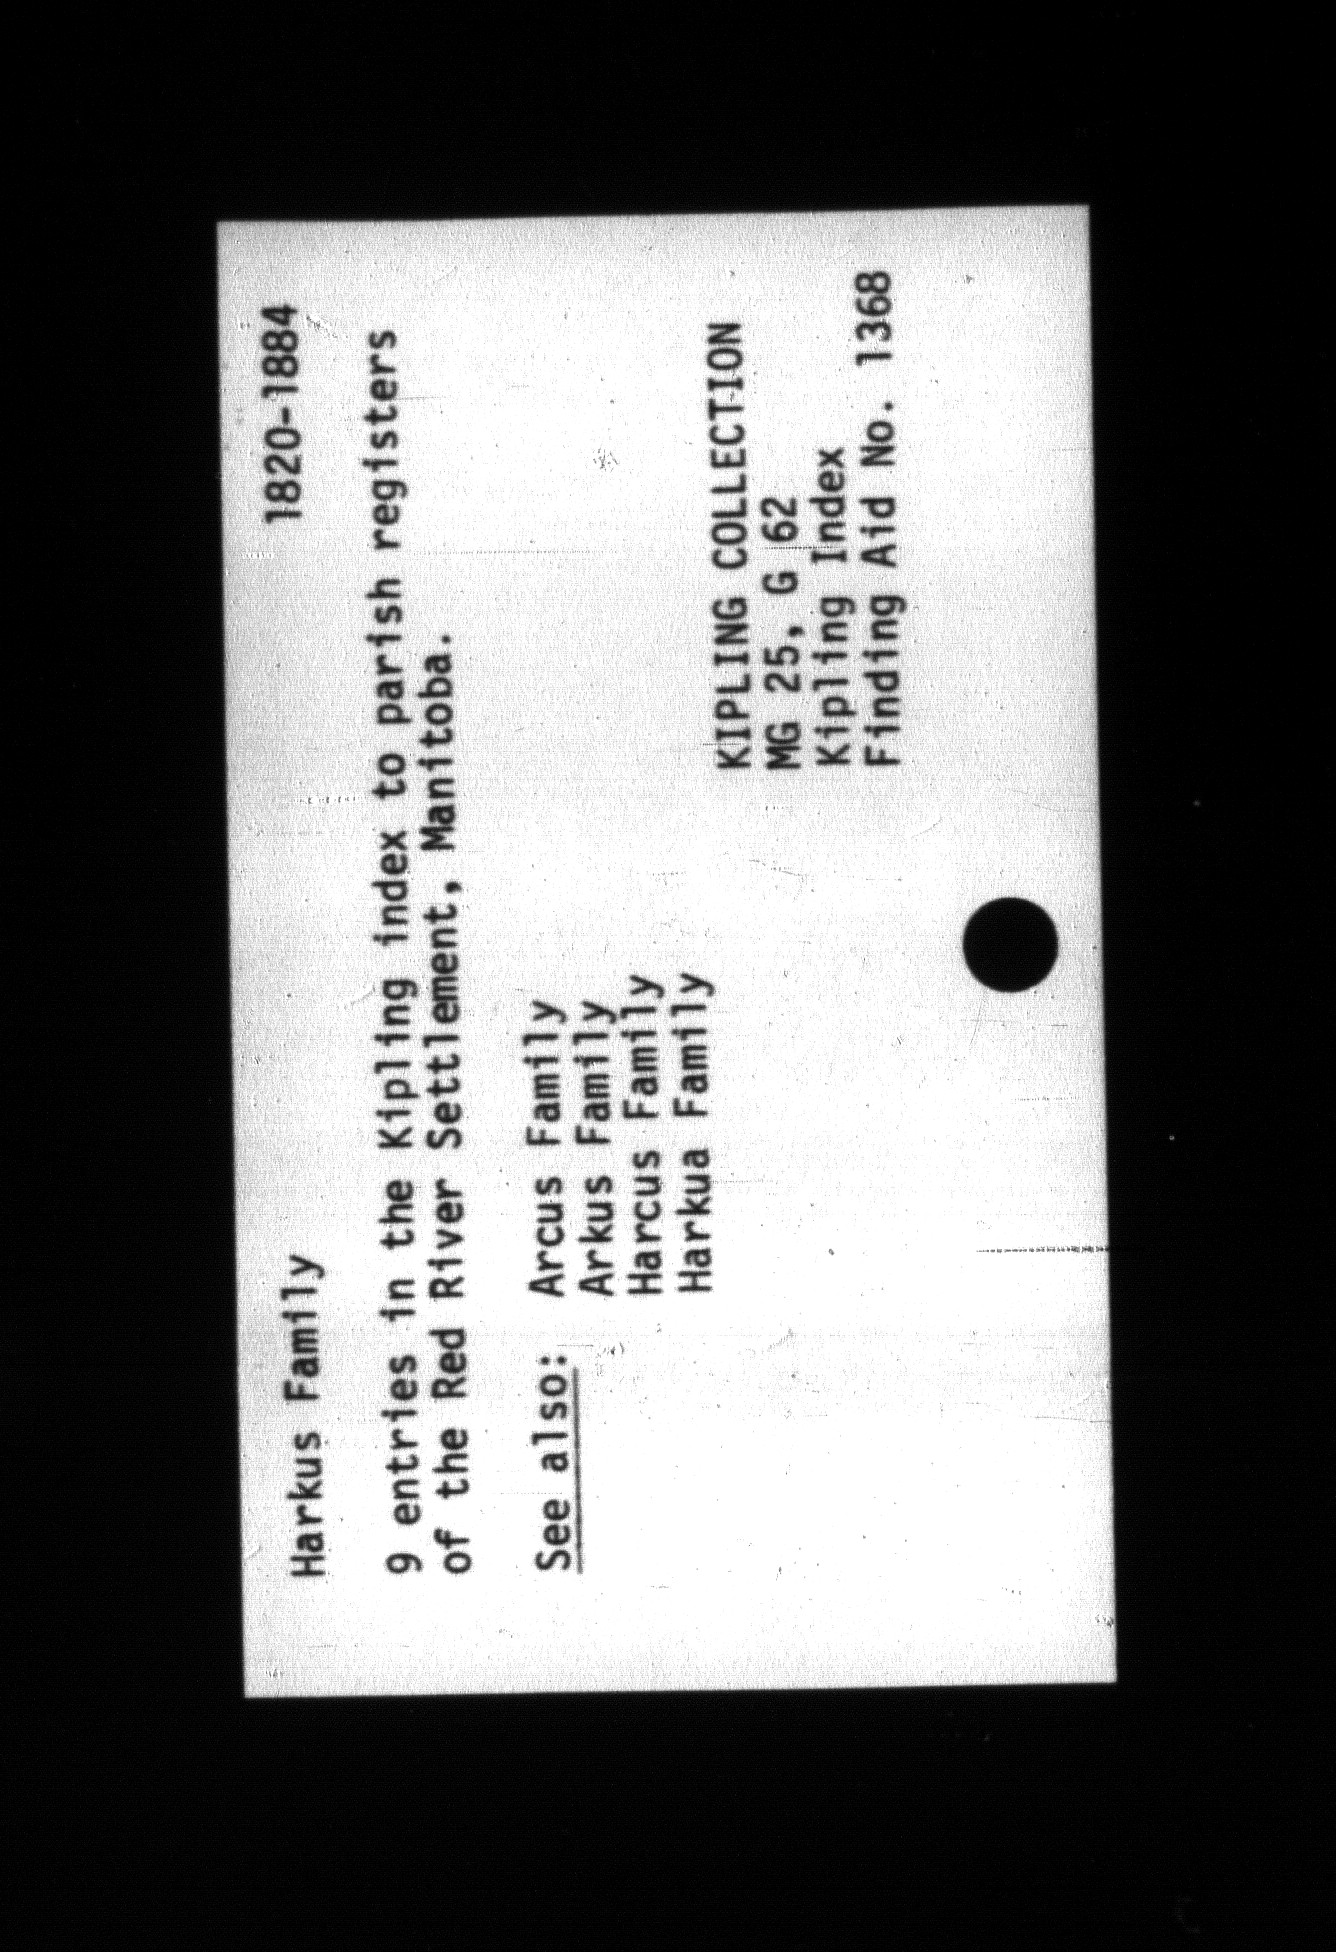 Harkus Family 1820-1884
9 entries in the Kipling index to parish registers
of the Red River Settlement, Manitoba.
See also: Arcus Family
Arkus Family
Harcus Family
Harkua Family
KIPLING COLLECTION
MG 25, G 62
Kipling Index
Finding Aid No. 1368